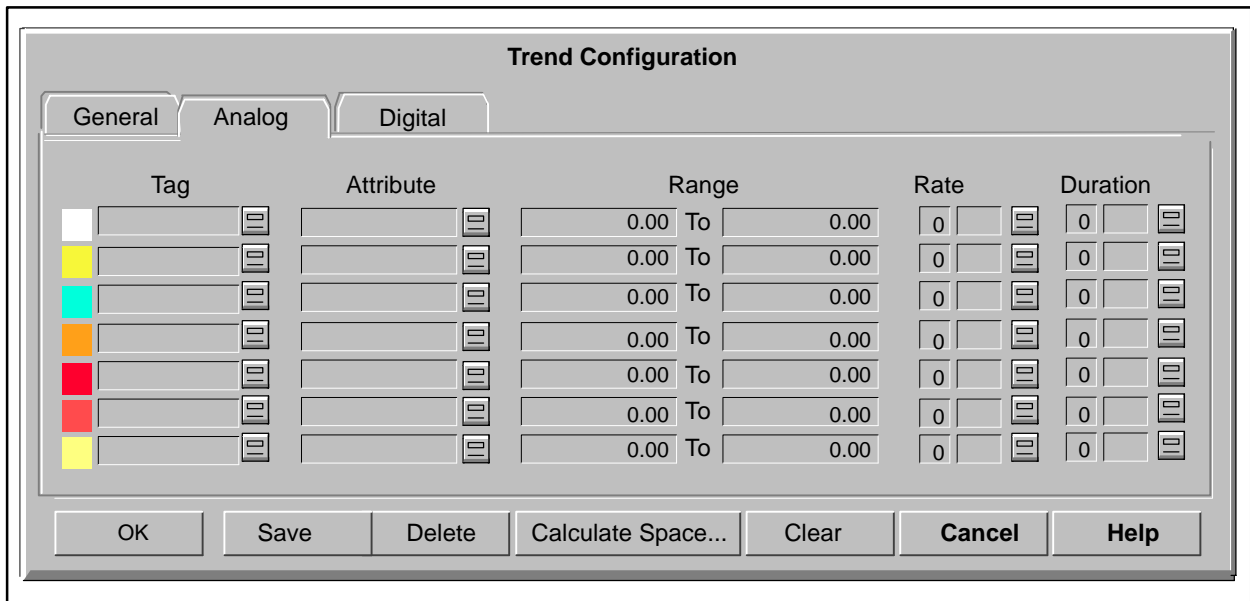 Trend Configuration
General Analog Digital
Tag Attribute Range Rate Duration
0.00 To 0.00 0 0
0.00 To 0.00 0 0
0.00 To 0.00 0 0
0.00 To 0.00 0 0
0.00 To 0.00 0 0
0.00 To 0.00 0 0
0.00 To 0.00 0 0
OK Save Delete Calculate Space... Clear Cancel Help